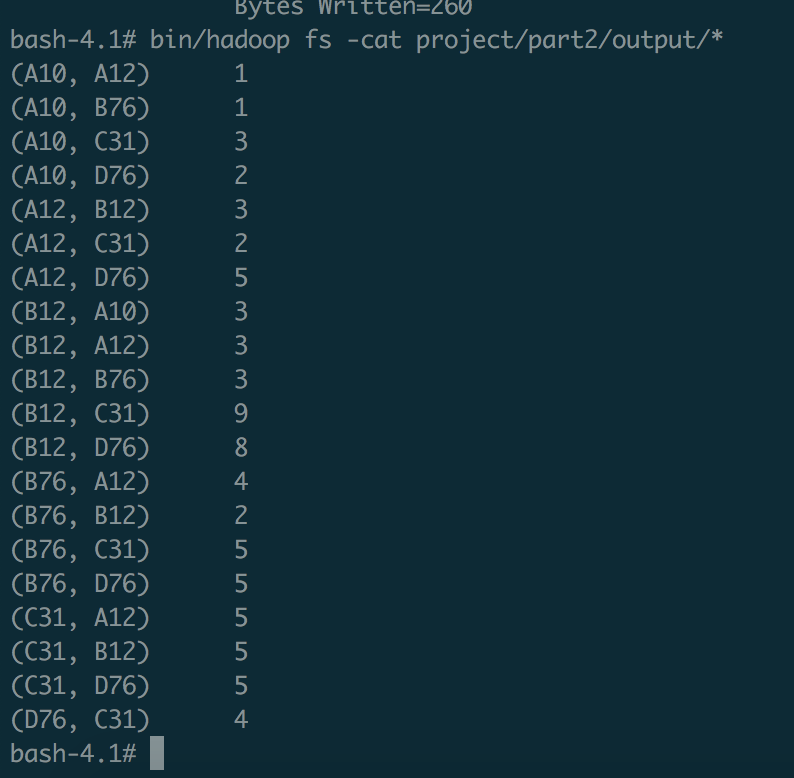 Bytes Written=260
bash-4.1# bin/hadoop fs -cat project/part2/output/*
(A10, A12) 1
(A10, B76) 1
(A10, C31) 3
(A10, D76) 2
(A12, B12) 3
(A12, C31) 2
(A12, D76) 5
(B12, A10) 3
(B12, A12) 3
(B12, B76) 3
(B12, C31) 9
(B12, D76) 8
(B76, A12) 4
(B76, B12) 2
(B76, C31) 5
(B76, D76) 5
(C31, A12) 5
(C31, B12) 5
(C31, D76) 5
(D76, C31) 4
bash-4.1#